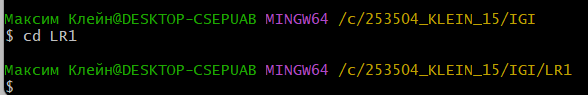 Максим Клейн@DESKTOP-CSEPUAB MINGW64 /c/253504_KLEIN_15/IGI
$ cd LR1
Максим Клейн@DESKTOP-CSEPUAB MINGW64 /c/253504_KLEIN_15/IGI/LR1
$